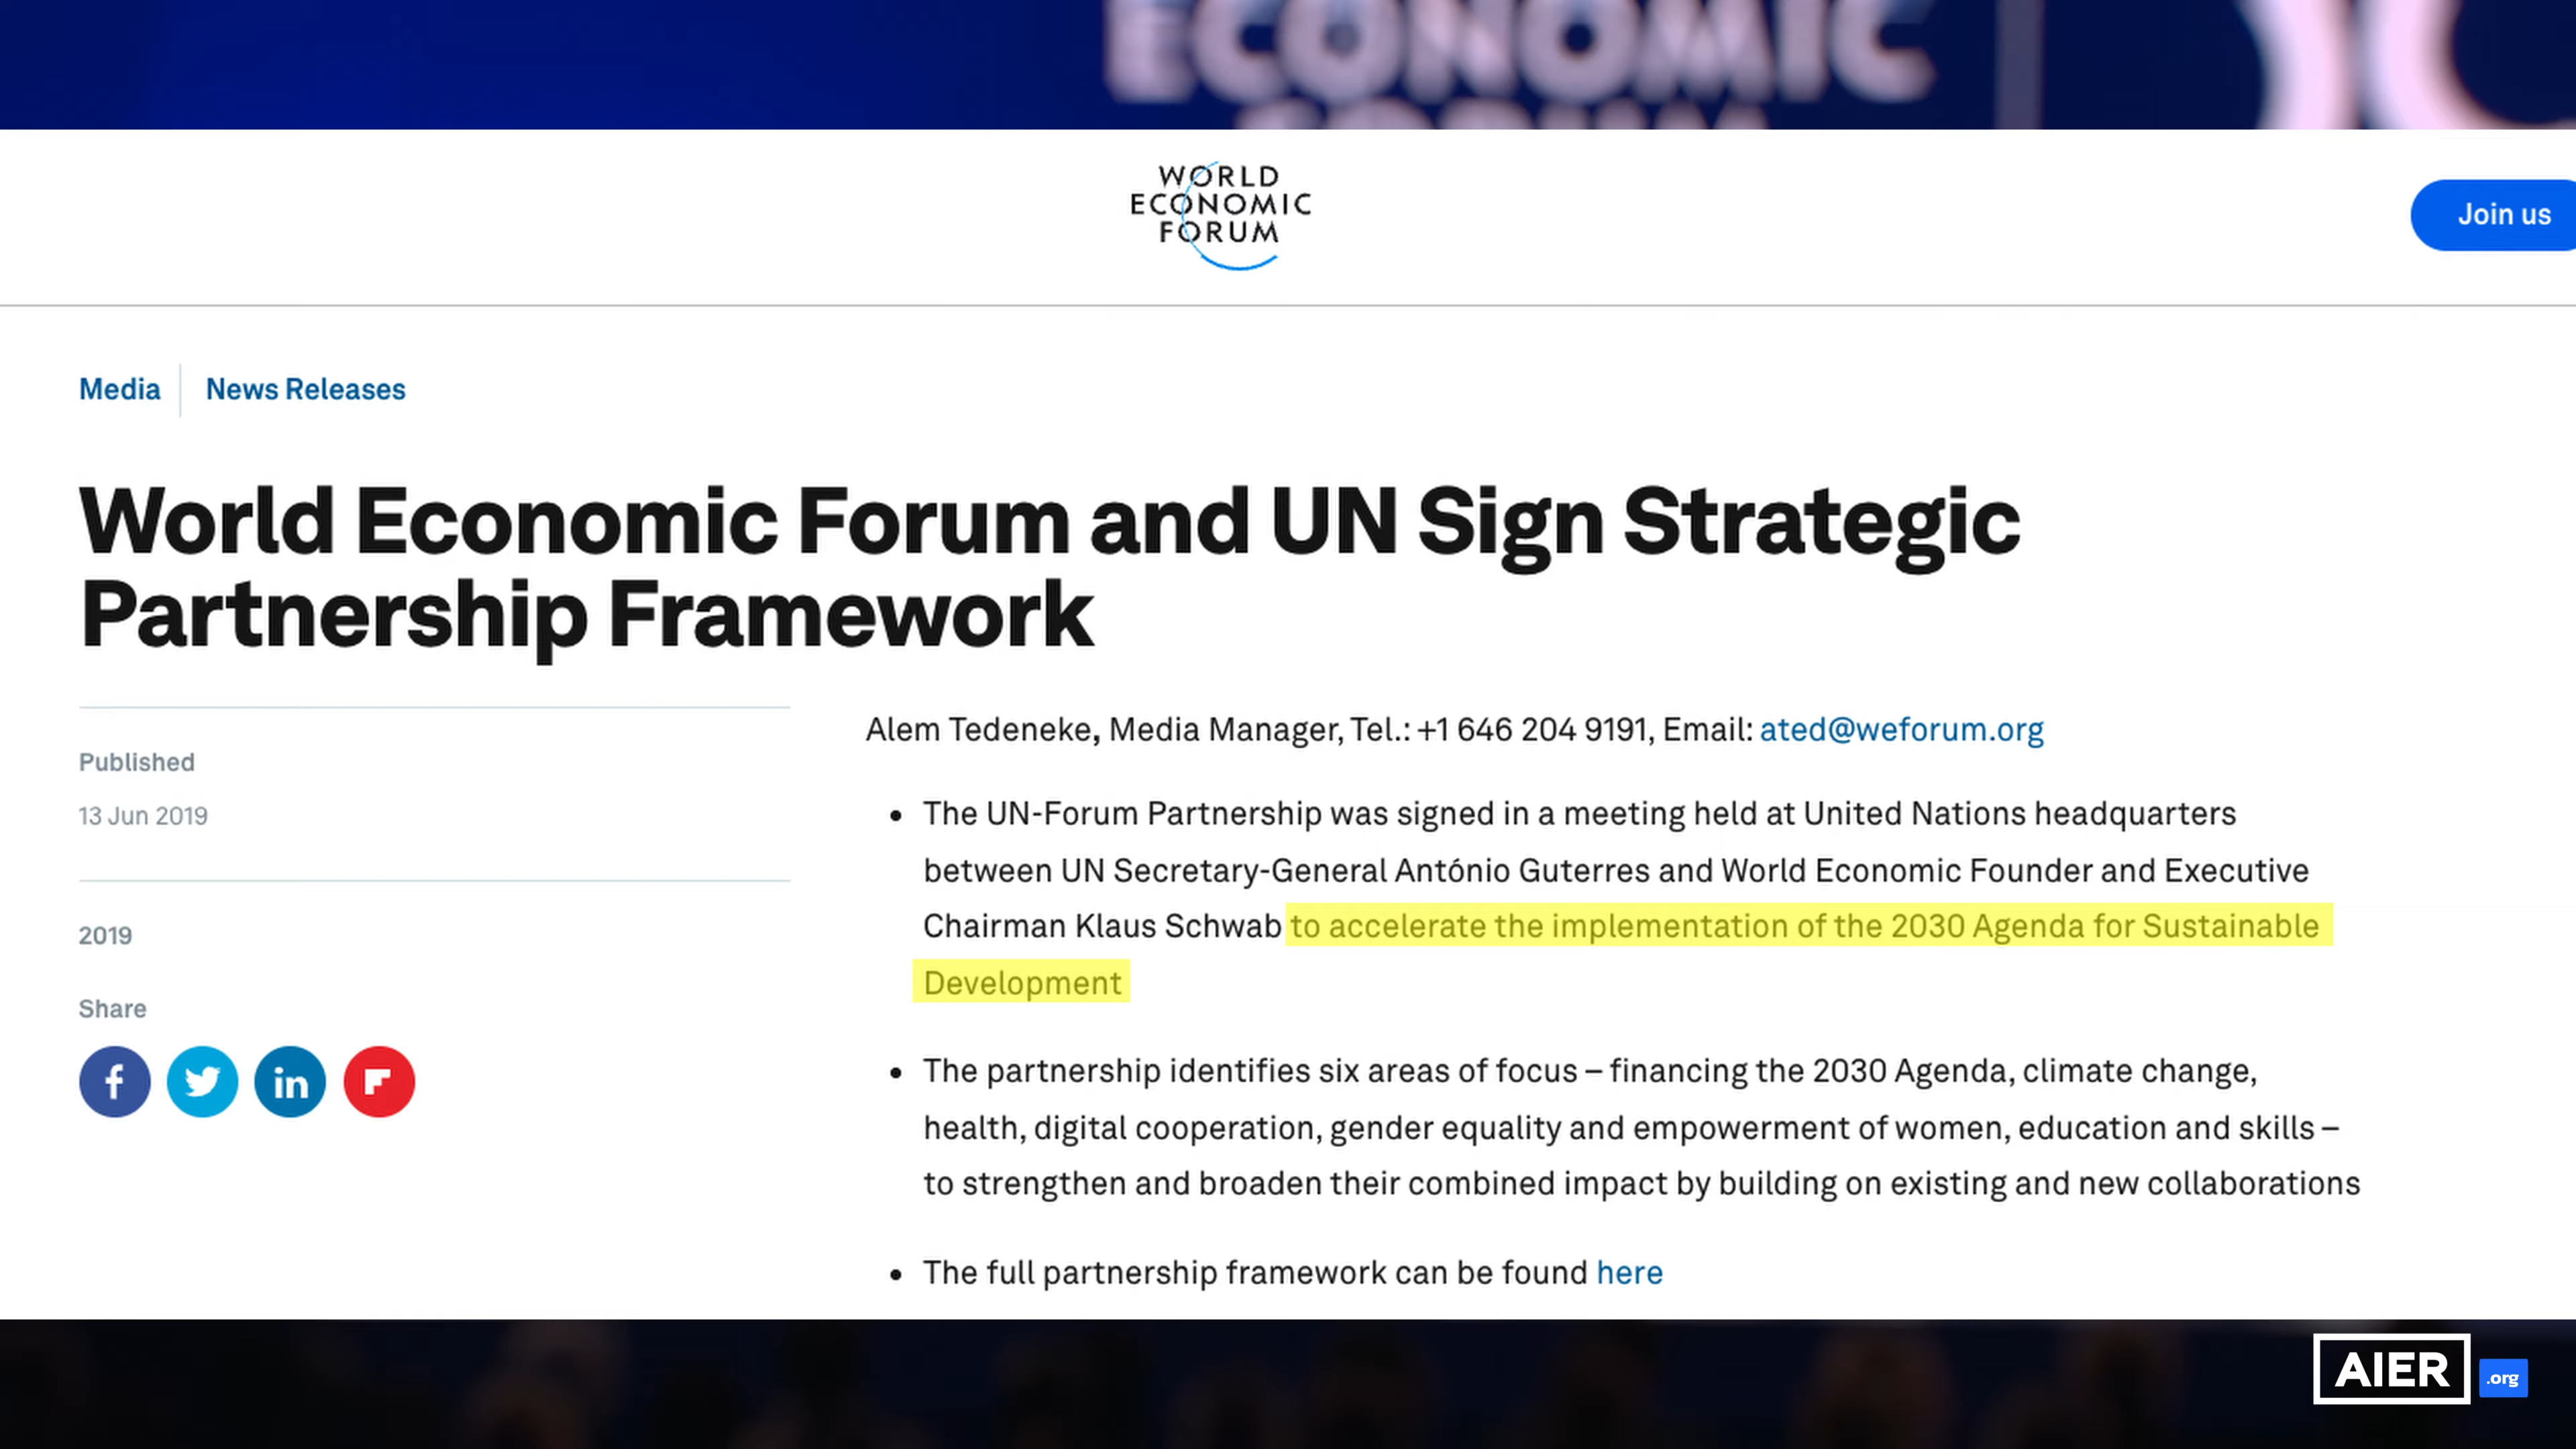 ECONOMIC
FORUM
WORLD
ECONOMIC
FORUM
Join us
Media
News Releases
World Economic Forum and UN Sign Strategic
Partnership Framework
Published
13 Jun 2019
2019
Share
Alem Tedeneke, Media Manager, Tel.: +1 646 204 9191, Email: ated@weforum.org
• The UN-Forum Partnership was signed in a meeting held at United Nations headquarters
between UN Secretary-General António Guterres and World Economic Founder and Executive
Chairman Klaus Schwab to accelerate the implementation of the 2030 Agenda for Sustainable
Development
• The partnership identifies six areas of focus – financing the 2030 Agenda, climate change,
health, digital cooperation, gender equality and empowerment of women, education and skills –
to strengthen and broaden their combined impact by building on existing and new collaborations
• The full partnership framework can be found here
AIER .org